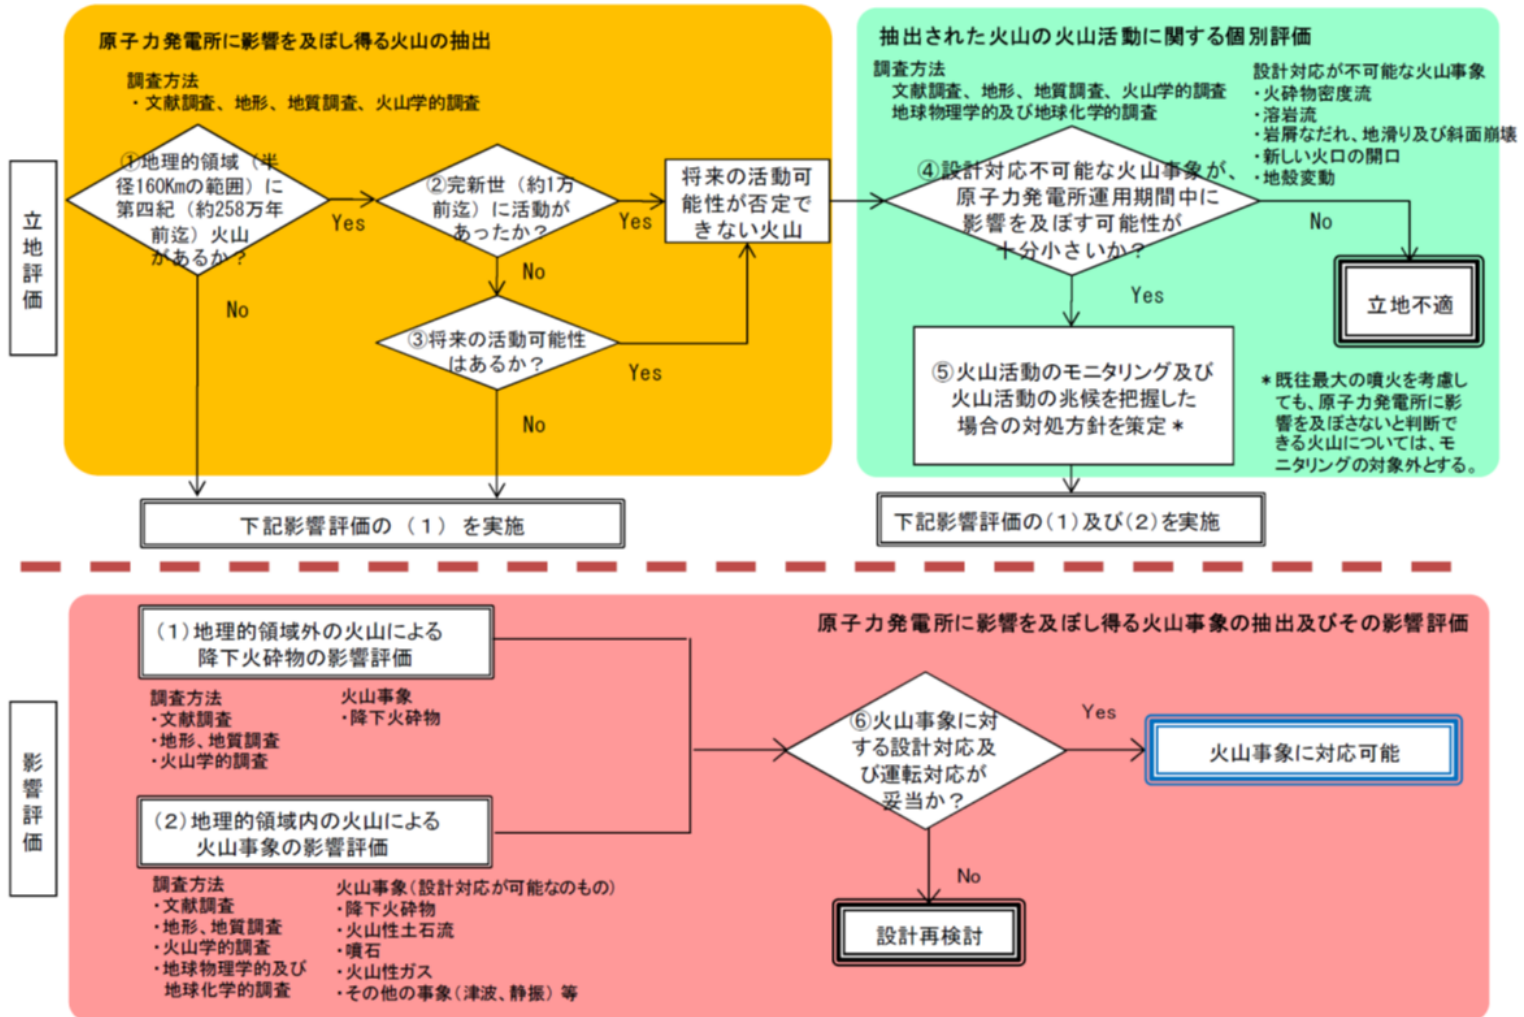 原子力発電所に影響を及ぼし得る火山の抽出
調査方法
・文献調査、地形、地質調査、火山学的調査
①地理的領域（半
径160Kmの範囲）に
第四紀（約258万年
前迄）火山
があるか？
Yes
No
②完新世（約1万
前迄）に活動が
あったか？
Yes
No
③将来の活動可能性
はあるか？
Yes
No
将来の活動可
能性が否定で
きない火山
下記影響評価の（１）を実施
立地評価
抽出された火山の火山活動に関する個別評価
調査方法
文献調査、地形、地質調査、火山学的調査
地球物理学的及び地球化学的調査
設計対応が不可能な火山事象
・火砕物密度流
・溶岩流
・岩屑なだれ、地滑り及び斜面崩壊
・新しい火口の開口
・地殻変動
④設計対応不可能な火山事象が、
原子力発電所運用期間中に
影響を及ぼす可能性が
十分小さいか？
No
Yes
立地不適
⑤火山活動のモニタリング及び
火山活動の兆候を把握した
場合の対処方針を策定＊
＊既往最大の噴火を考慮し
ても、原子力発電所に影
響を及ぼさないと判断で
きる火山については、モ
ニタリングの対象外とする。
下記影響評価の(１)及び(２)を実施
影響評価
原子力発電所に影響を及ぼし得る火山事象の抽出及びその影響評価
(１)地理的領域外の火山による
降下火砕物の影響評価
調査方法
・文献調査
・地形、地質調査
・火山学的調査
火山事象
・降下火砕物
(２)地理的領域内の火山による
火山事象の影響評価
調査方法
・文献調査
・地形、地質調査
・火山学的調査
・地球物理学的及び
地球化学的調査
火山事象(設計対応が可能なのもの)
・降下火砕物
・火山性土石流
・噴石
・火山性ガス
・その他の事象(津波、静振)等
⑥火山事象に対
する設計対応及
び運転対応が
妥当か？
Yes
No
火山事象に対応可能
設計再検討